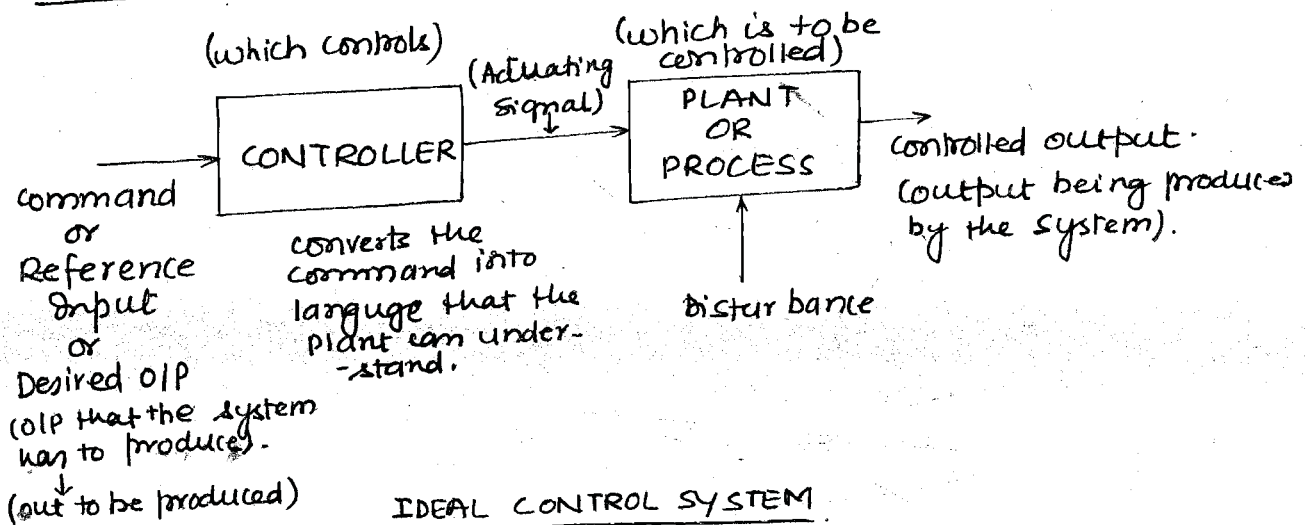 (which controls)
(which is to be
controlled)
(Actuating
signal)
CONTROLLER
PLANT
OR
PROCESS
controlled output.
(output being produces
by the system).
command
or
Reference
Input
or
Desired O/P
(O/P that the system
has to produce).
(out to be produced)
converts the
command into
languge that the
plant can under-
-stand.
Disturbance
IDEAL CONTROL SYSTEM